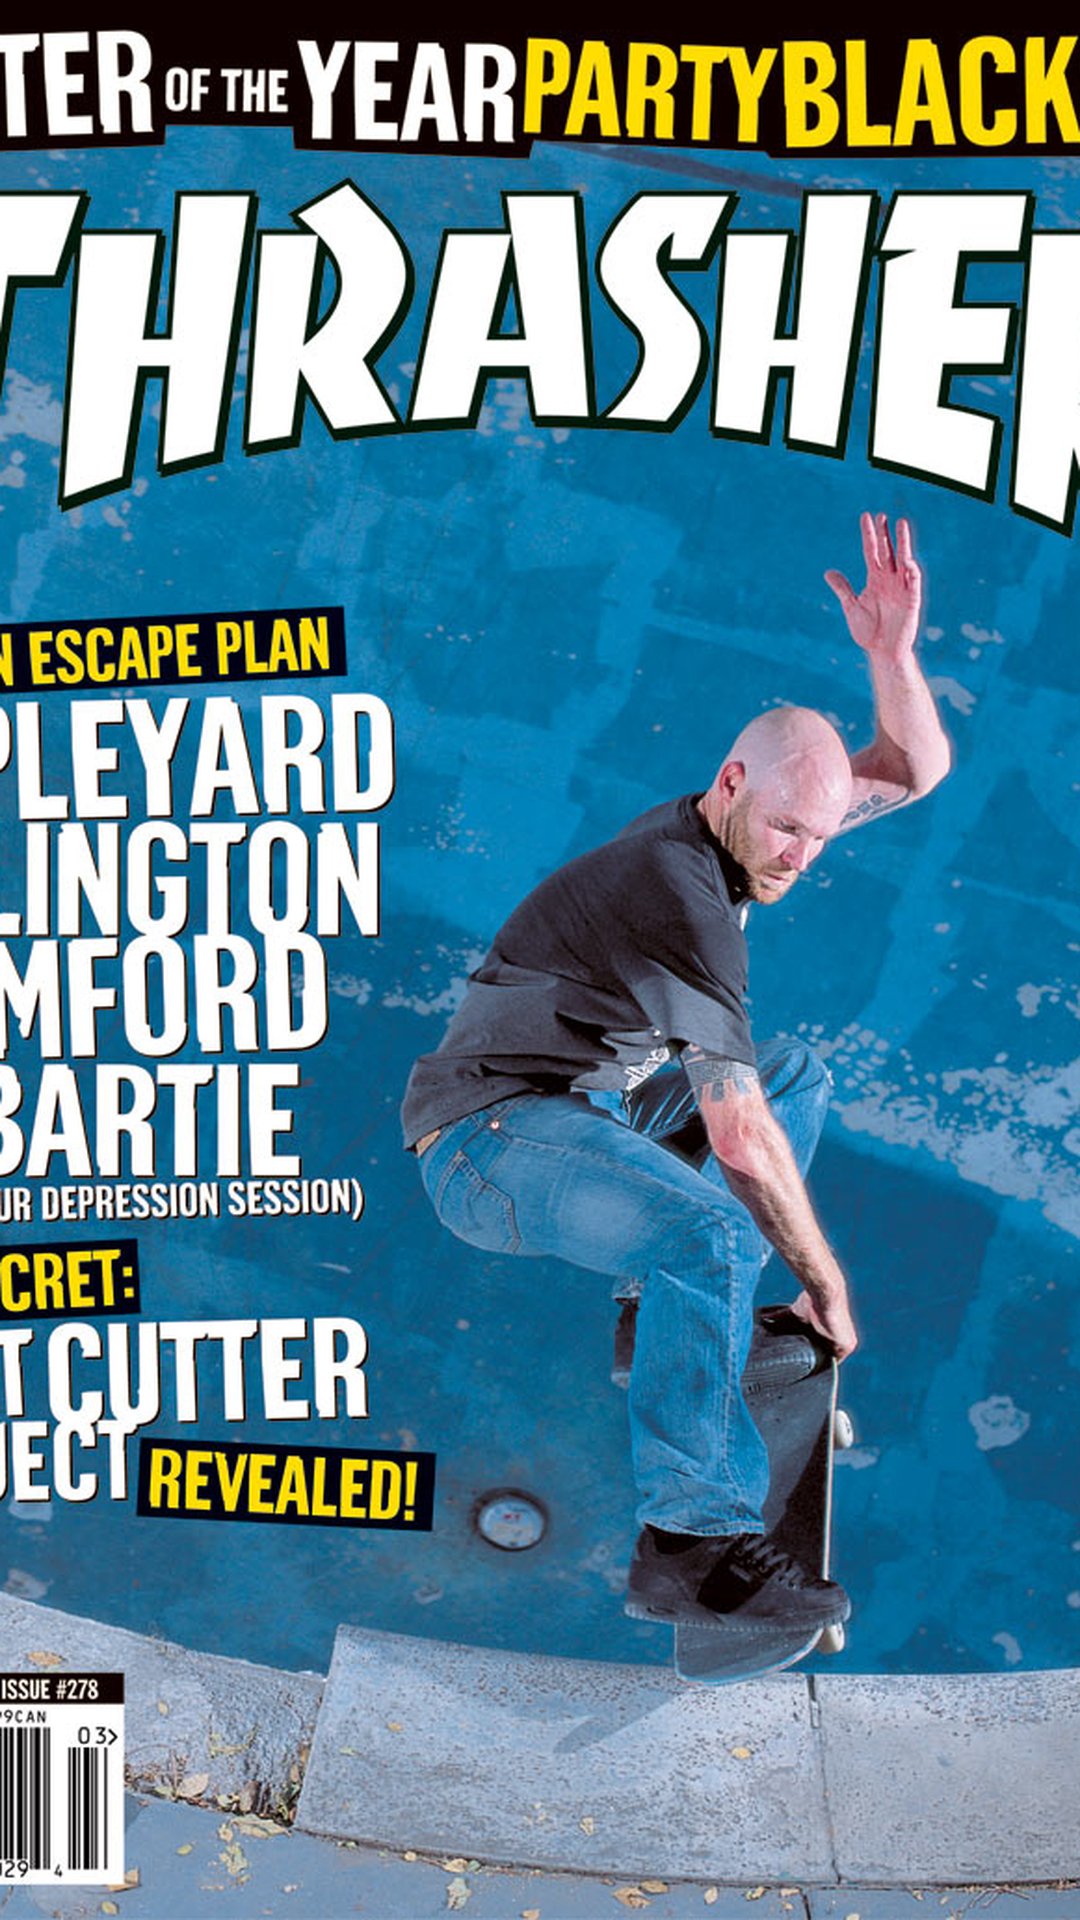 TER OF THE YEAR PARTY BLACK
THRASHER
N ESCAPE PLAN
PLEYARD
LINGTON
MFORD
BARTIE
UR DEPRESSION SESSION)
CRET:
T CUTTER
JECT REVEALED!
ISSUE #278
9CAN
03>
029 4